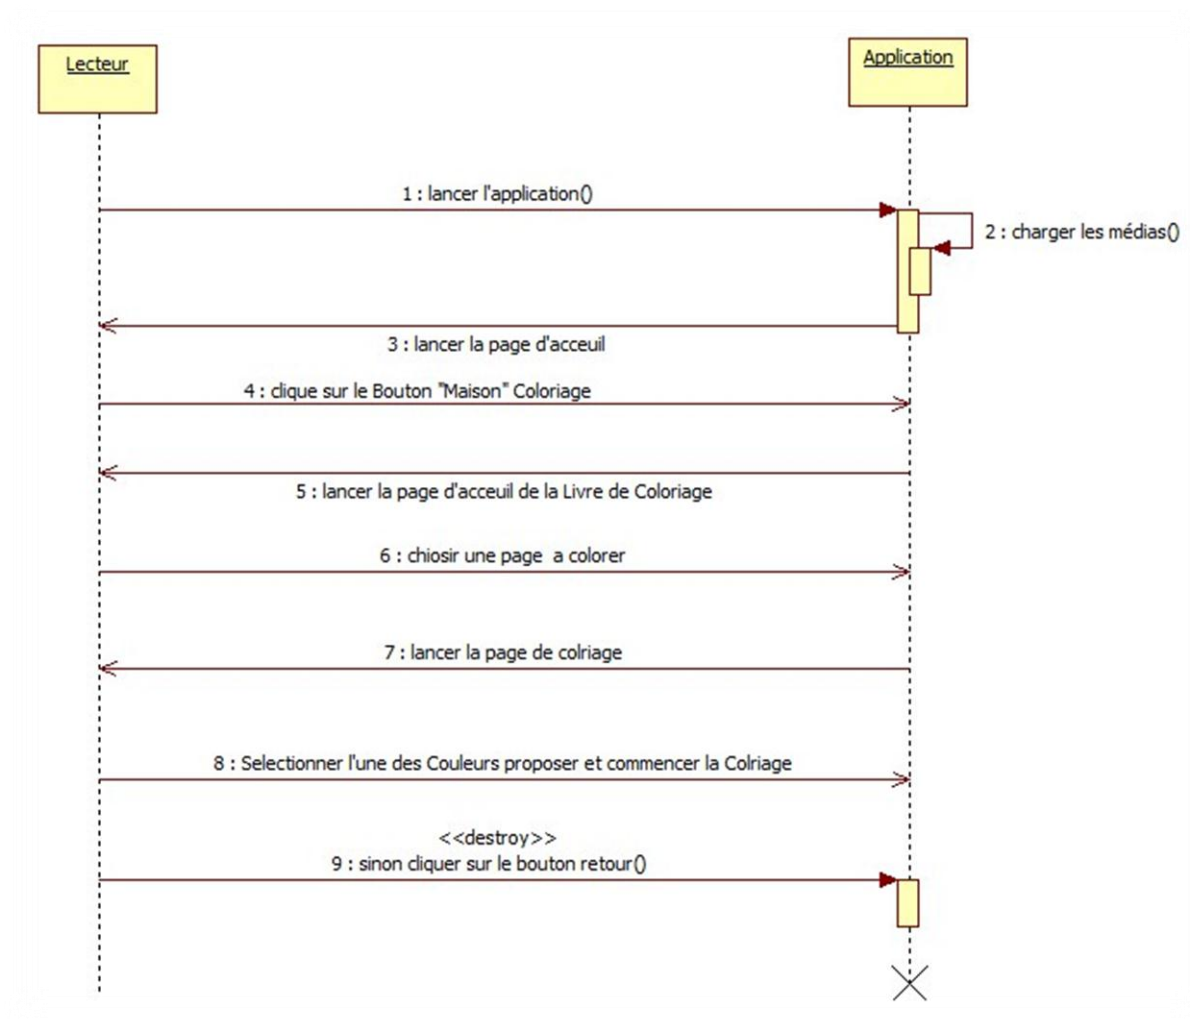 Lecteur
Application
1 : lancer l'application()
2 : charger les médias()
3 : lancer la page d'acceuil
4 : clique sur le Bouton "Maison" Coloriage
5 : lancer la page d'acceuil de la Livre de Coloriage
6 : chiosir une page a colorer
7 : lancer la page de colriage
8 : Selectionner l'une des Couleurs proposer et commencer la Colriage
<<destroy>>
9 : sinon cliquer sur le bouton retour()